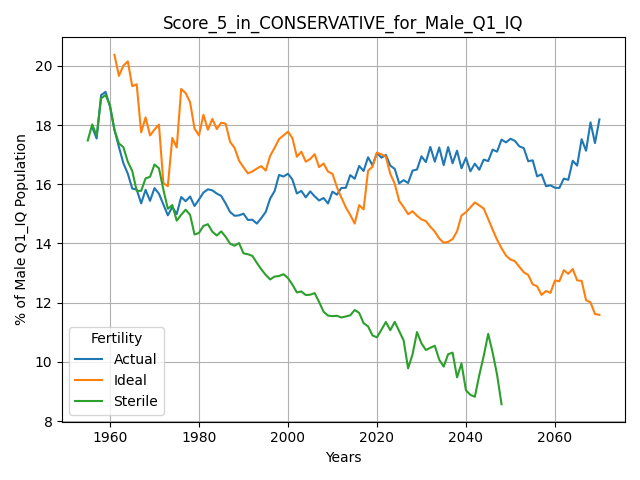 Score_5_in_CONSERVATIVE_for_Male_Q1_IQ
% of Male Q1_IQ Population
20
18
16
14
12
10
8
Fertility
Actual
Ideal
Sterile
1960 1980 2000 2020 2040 2060
Years